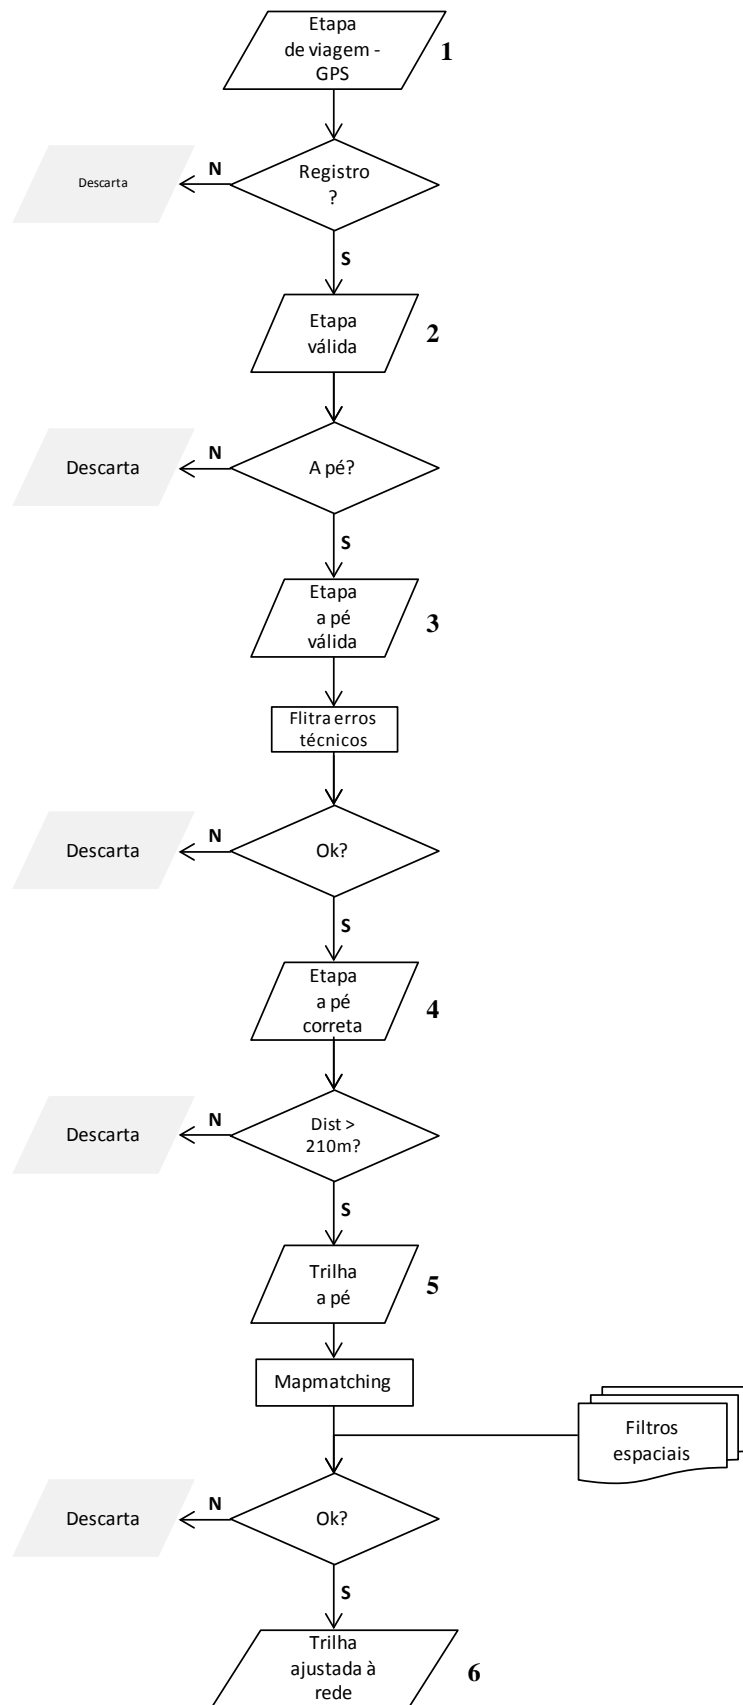 Etapa
de viagem -
GPS
1
Registro
?
N
Descarta
S
Etapa
válida
2
A pé?
N
Descarta
S
Etapa
a pé
válida
3
Flitra erros
técnicos
Ok?
N
Descarta
S
Etapa
a pé
correta
4
Dist >
210m?
N
Descarta
S
Trilha
a pé
5
Mapmatching
Filtros
espaciais
Ok?
N
Descarta
S
Trilha
ajustada à
rede
6